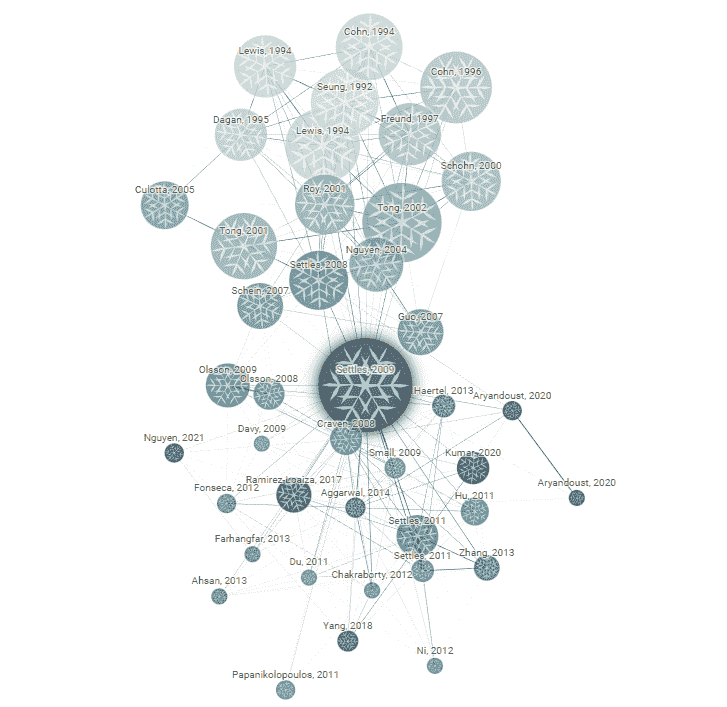 Cohn, 1994
Lewis, 1994
Cohn, 1996
Seung, 1992
Dagan, 1995
Freund, 1997
Lewis, 1994
Schohn, 2000
Culotta, 2005
Roy, 2001
Tong, 2002
Tong, 2001
Nguyen, 2004
Settles, 2008
Schein, 2007
Guo, 2007
Settles, 2009
Olsson, 2009
Olsson, 2008
Haertel, 2013
Aryandoust, 2020
Craven, 2008
Davy, 2009
Nguyen, 2021
Small, 2009
Kumar, 2020
Ramirez-Loaiza, 2017
Aryandoust, 2020
Fonseca, 2012
Aggarwal, 2014
Hu, 2011
Settles, 2011
Farhangfar, 2013
Settles, 2011
Zhang, 2013
Du, 2011
Chakraborty, 2012
Ahsan, 2013
Yang, 2018
Ni, 2012
Papanikolopoulos, 2011